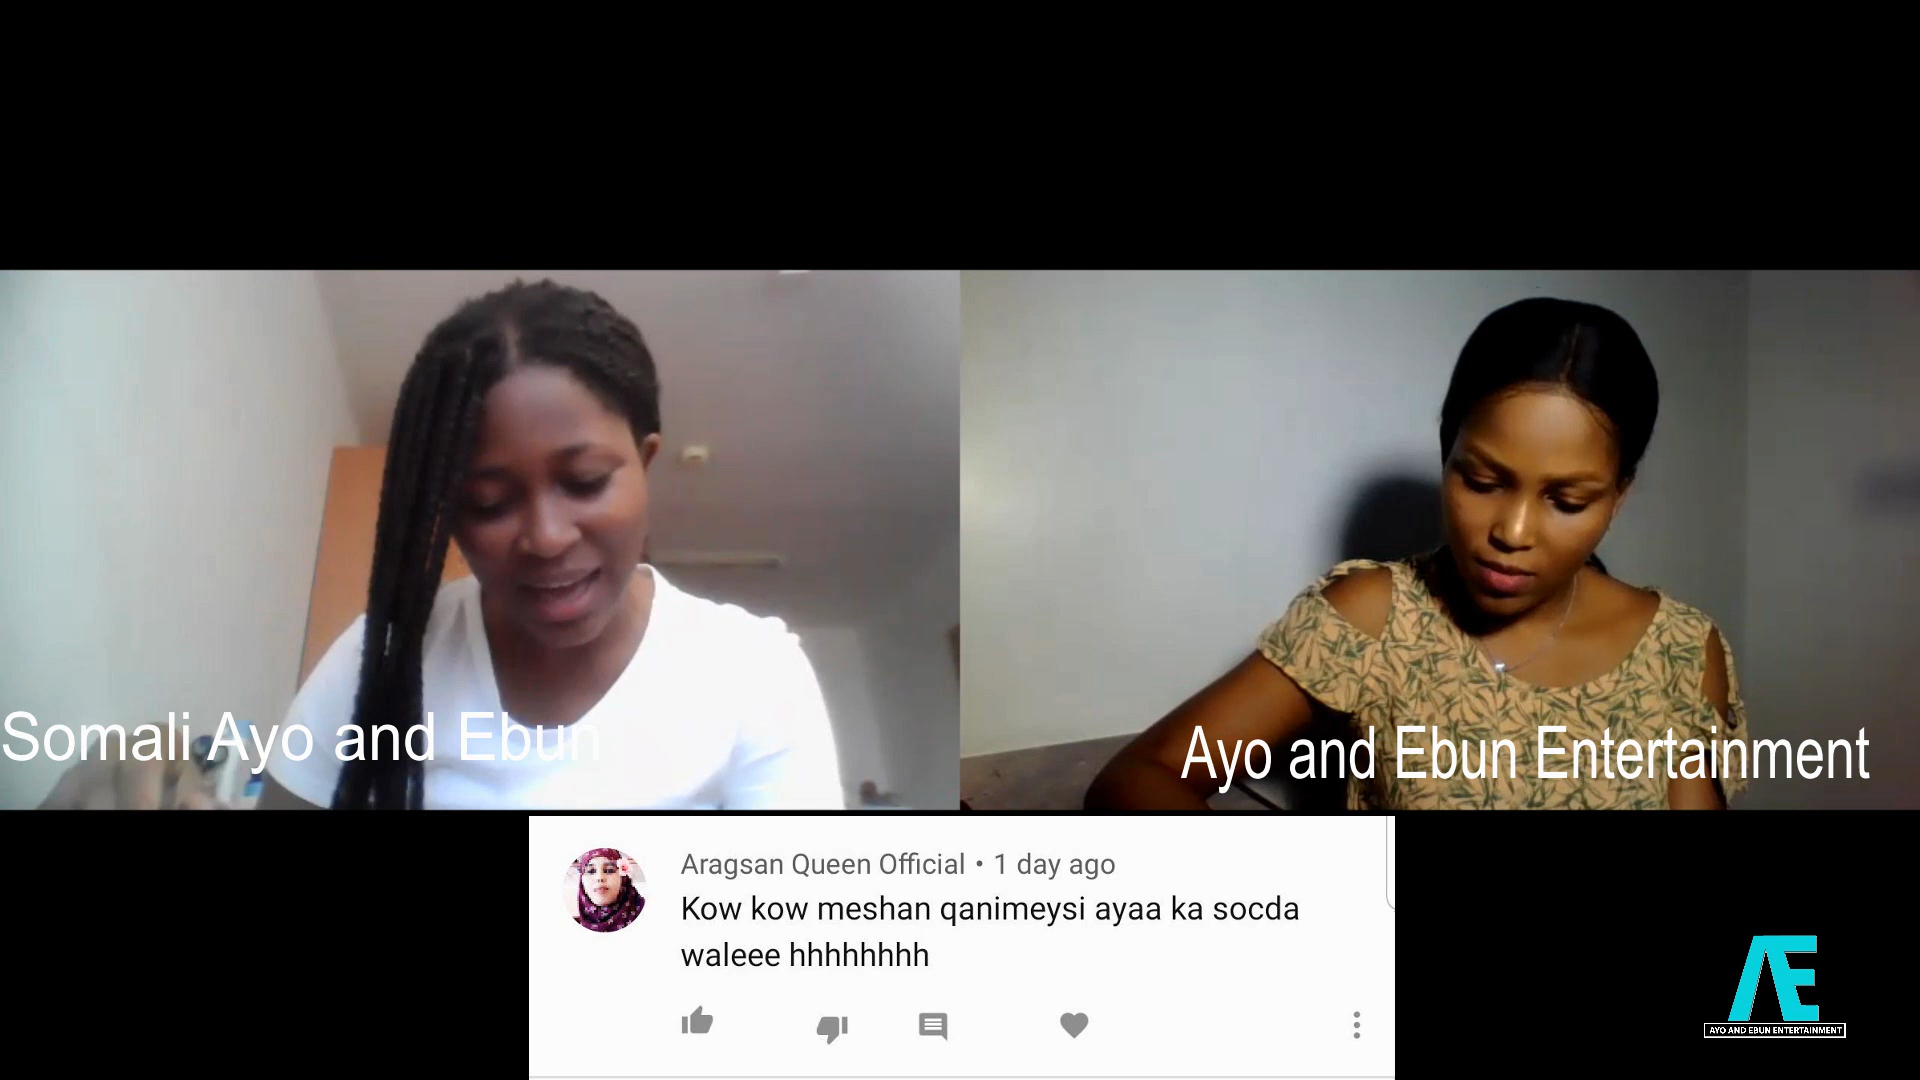 Somali Ayo and Ebun
Ayo and Ebun Entertainment
Aragsan Queen Official • 1 day ago
Kow kow meshan qanimeysi ayaa ka socda
waleee hhhhhhhh
AE
AYO AND EBUN ENTERTAINMENT